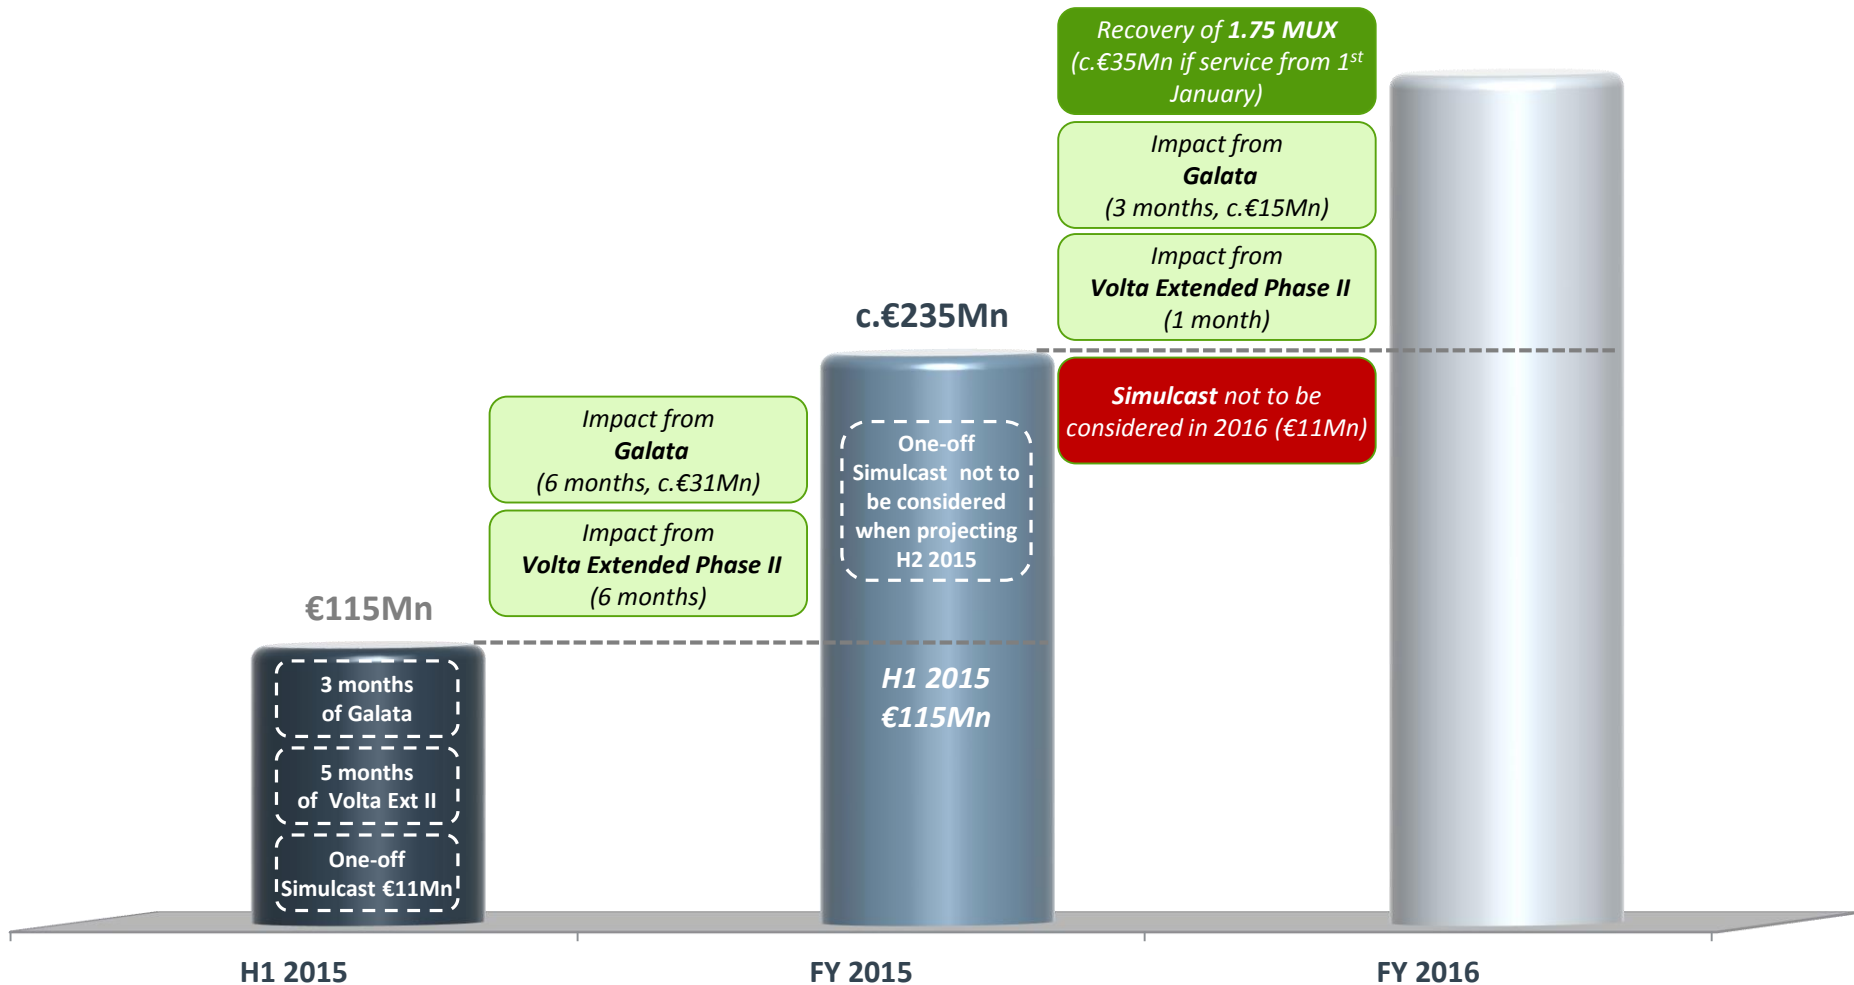 Recovery of 1.75 MUX
(c.€35Mn if service from 1st
January)
Impact from
Galata
(3 months, c.€15Mn)
Impact from
Volta Extended Phase II
(1 month)
c.€235Mn
Simulcast not to be
considered in 2016 (€11Mn)
Impact from
Galata
(6 months, c.€31Mn)
Impact from
Volta Extended Phase II
(6 months)
One-off
Simulcast not to
be considered
when projecting
H2 2015
€115Mn
3 months
of Galata
5 months
of Volta Ext II
One-off
Simulcast €11Mn
H1 2015
€115Mn
H1 2015
FY 2015
FY 2016